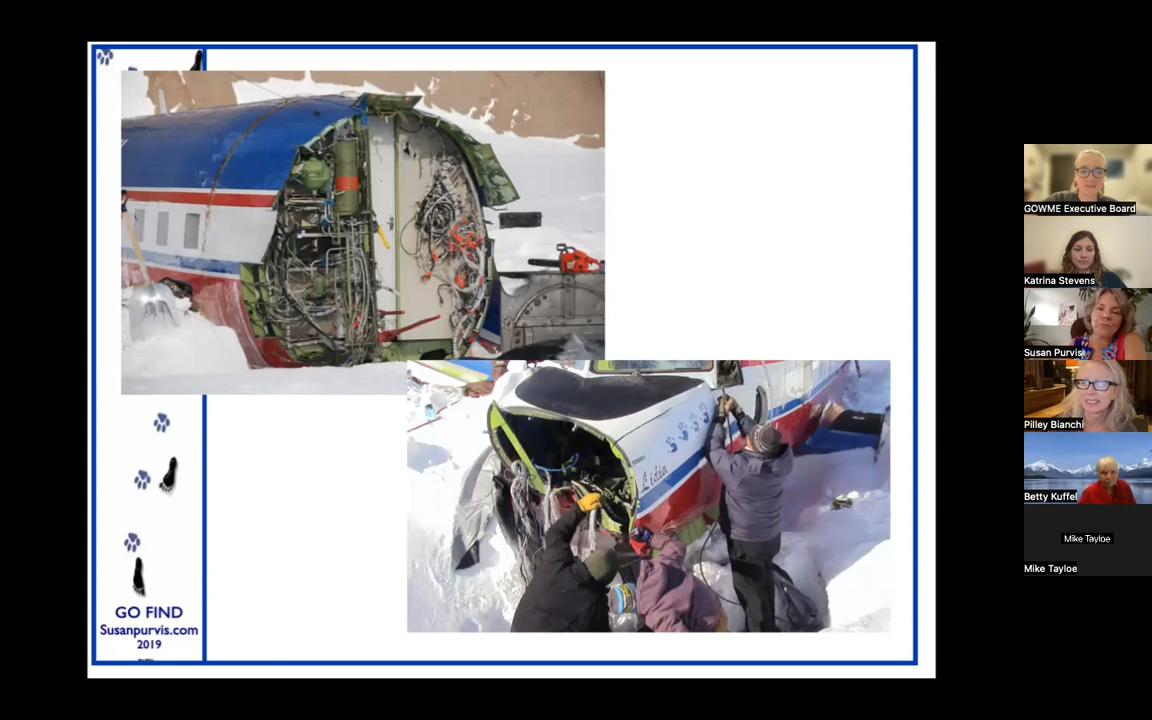 GO FIND
Susanpurvis.com
2019
Lidia
GOWME Executive Board
Katrina Stevens
Susan Purvis
Pilley Bianchi
Betty Kuffel
Mike Tayloe
Mike Tayloe